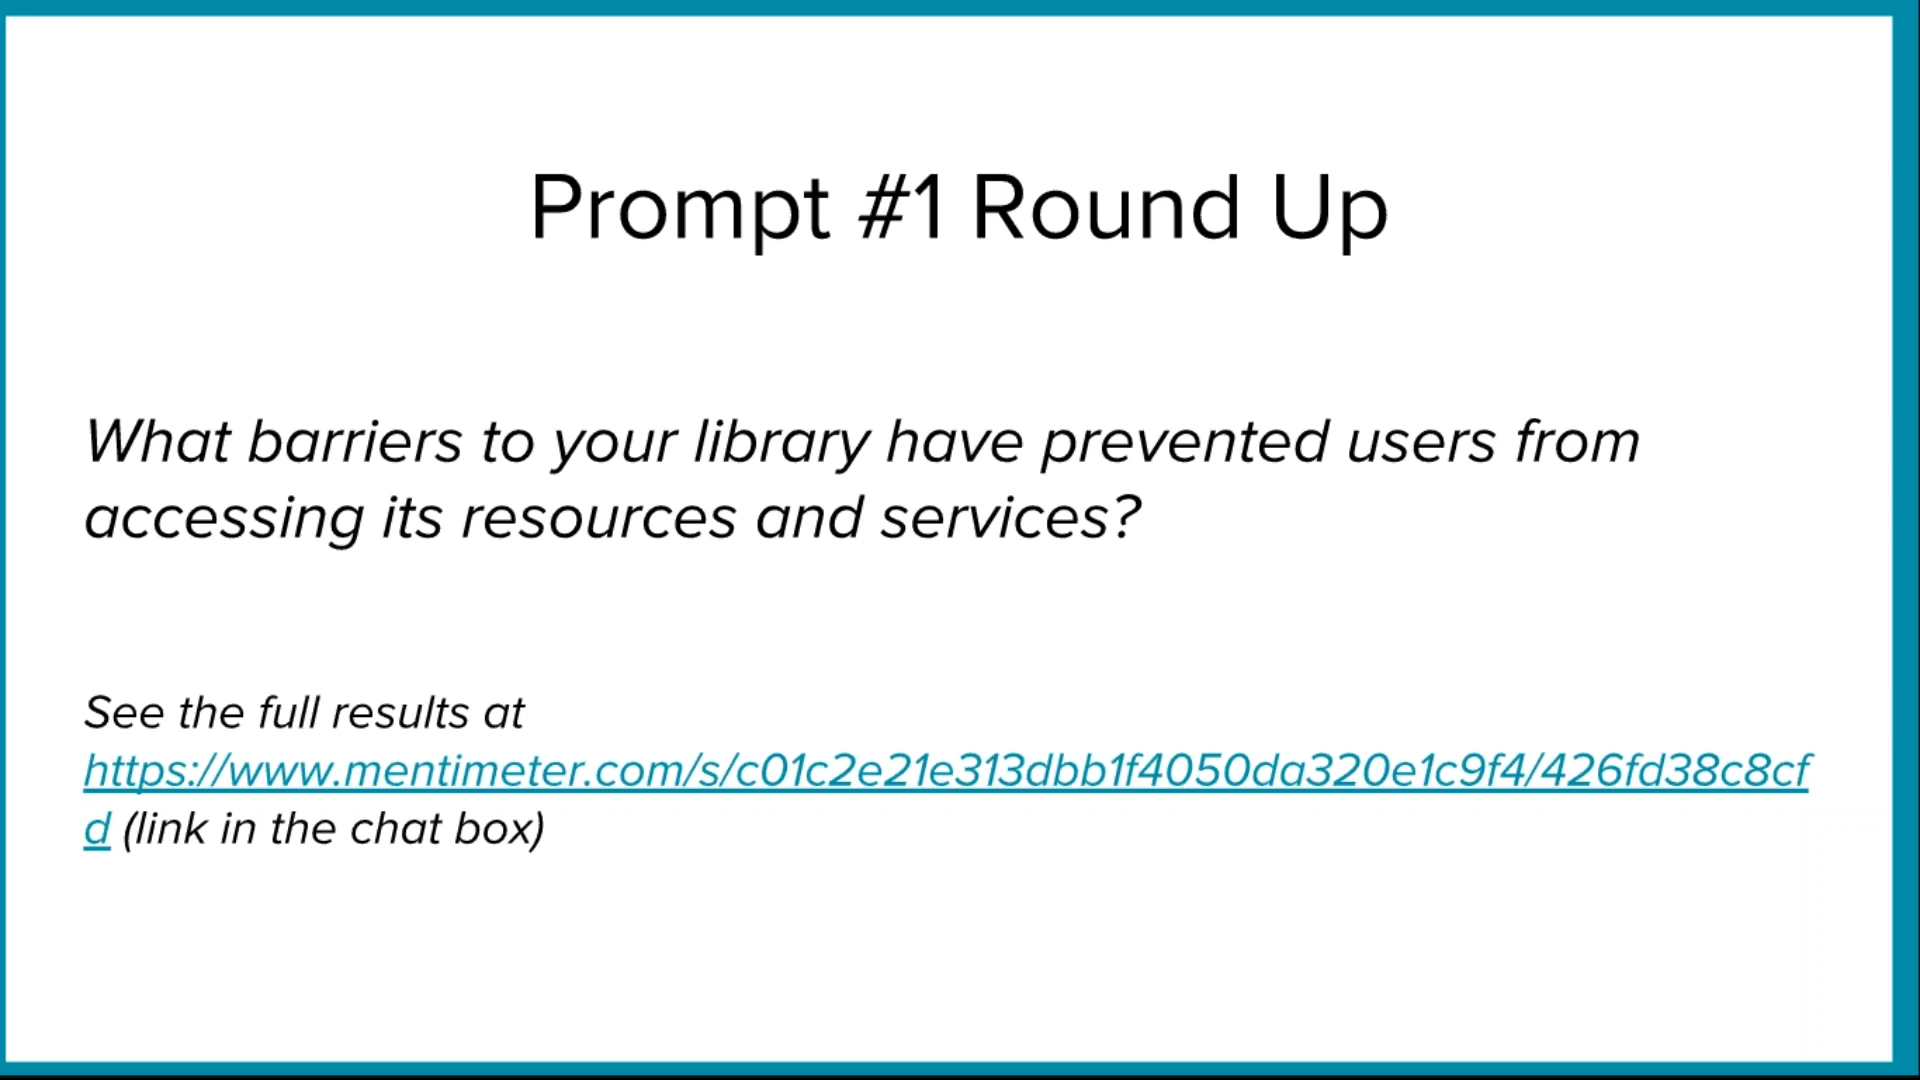 Prompt #1 Round Up
What barriers to your library have prevented users from
accessing its resources and services?
See the full results at
https://www.mentimeter.com/s/c01c2e21e313dbb1f4050da320e1c9f4/426fd38c8cf
d (link in the chat box)